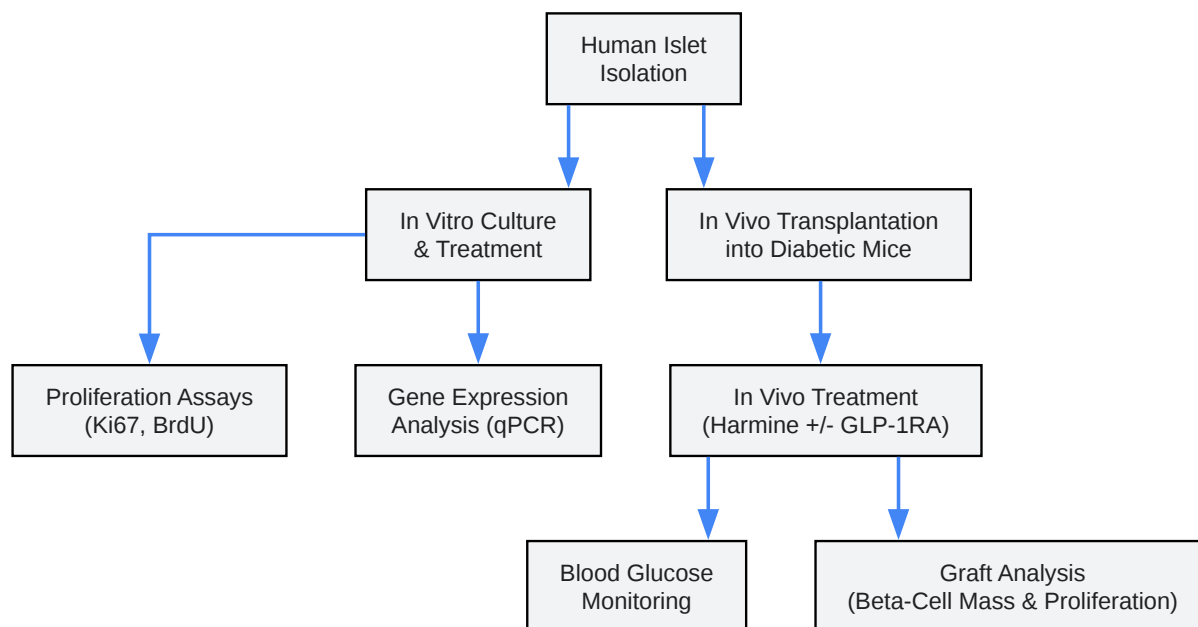 Human Islet
Isolation
In Vitro Culture
& Treatment
In Vivo Transplantation
into Diabetic Mice
Proliferation Assays
(Ki67, BrdU)
Gene Expression
Analysis (qPCR)
In Vivo Treatment
(Harmine +/- GLP-1RA)
Blood Glucose
Monitoring
Graft Analysis
(Beta-Cell Mass & Proliferation)